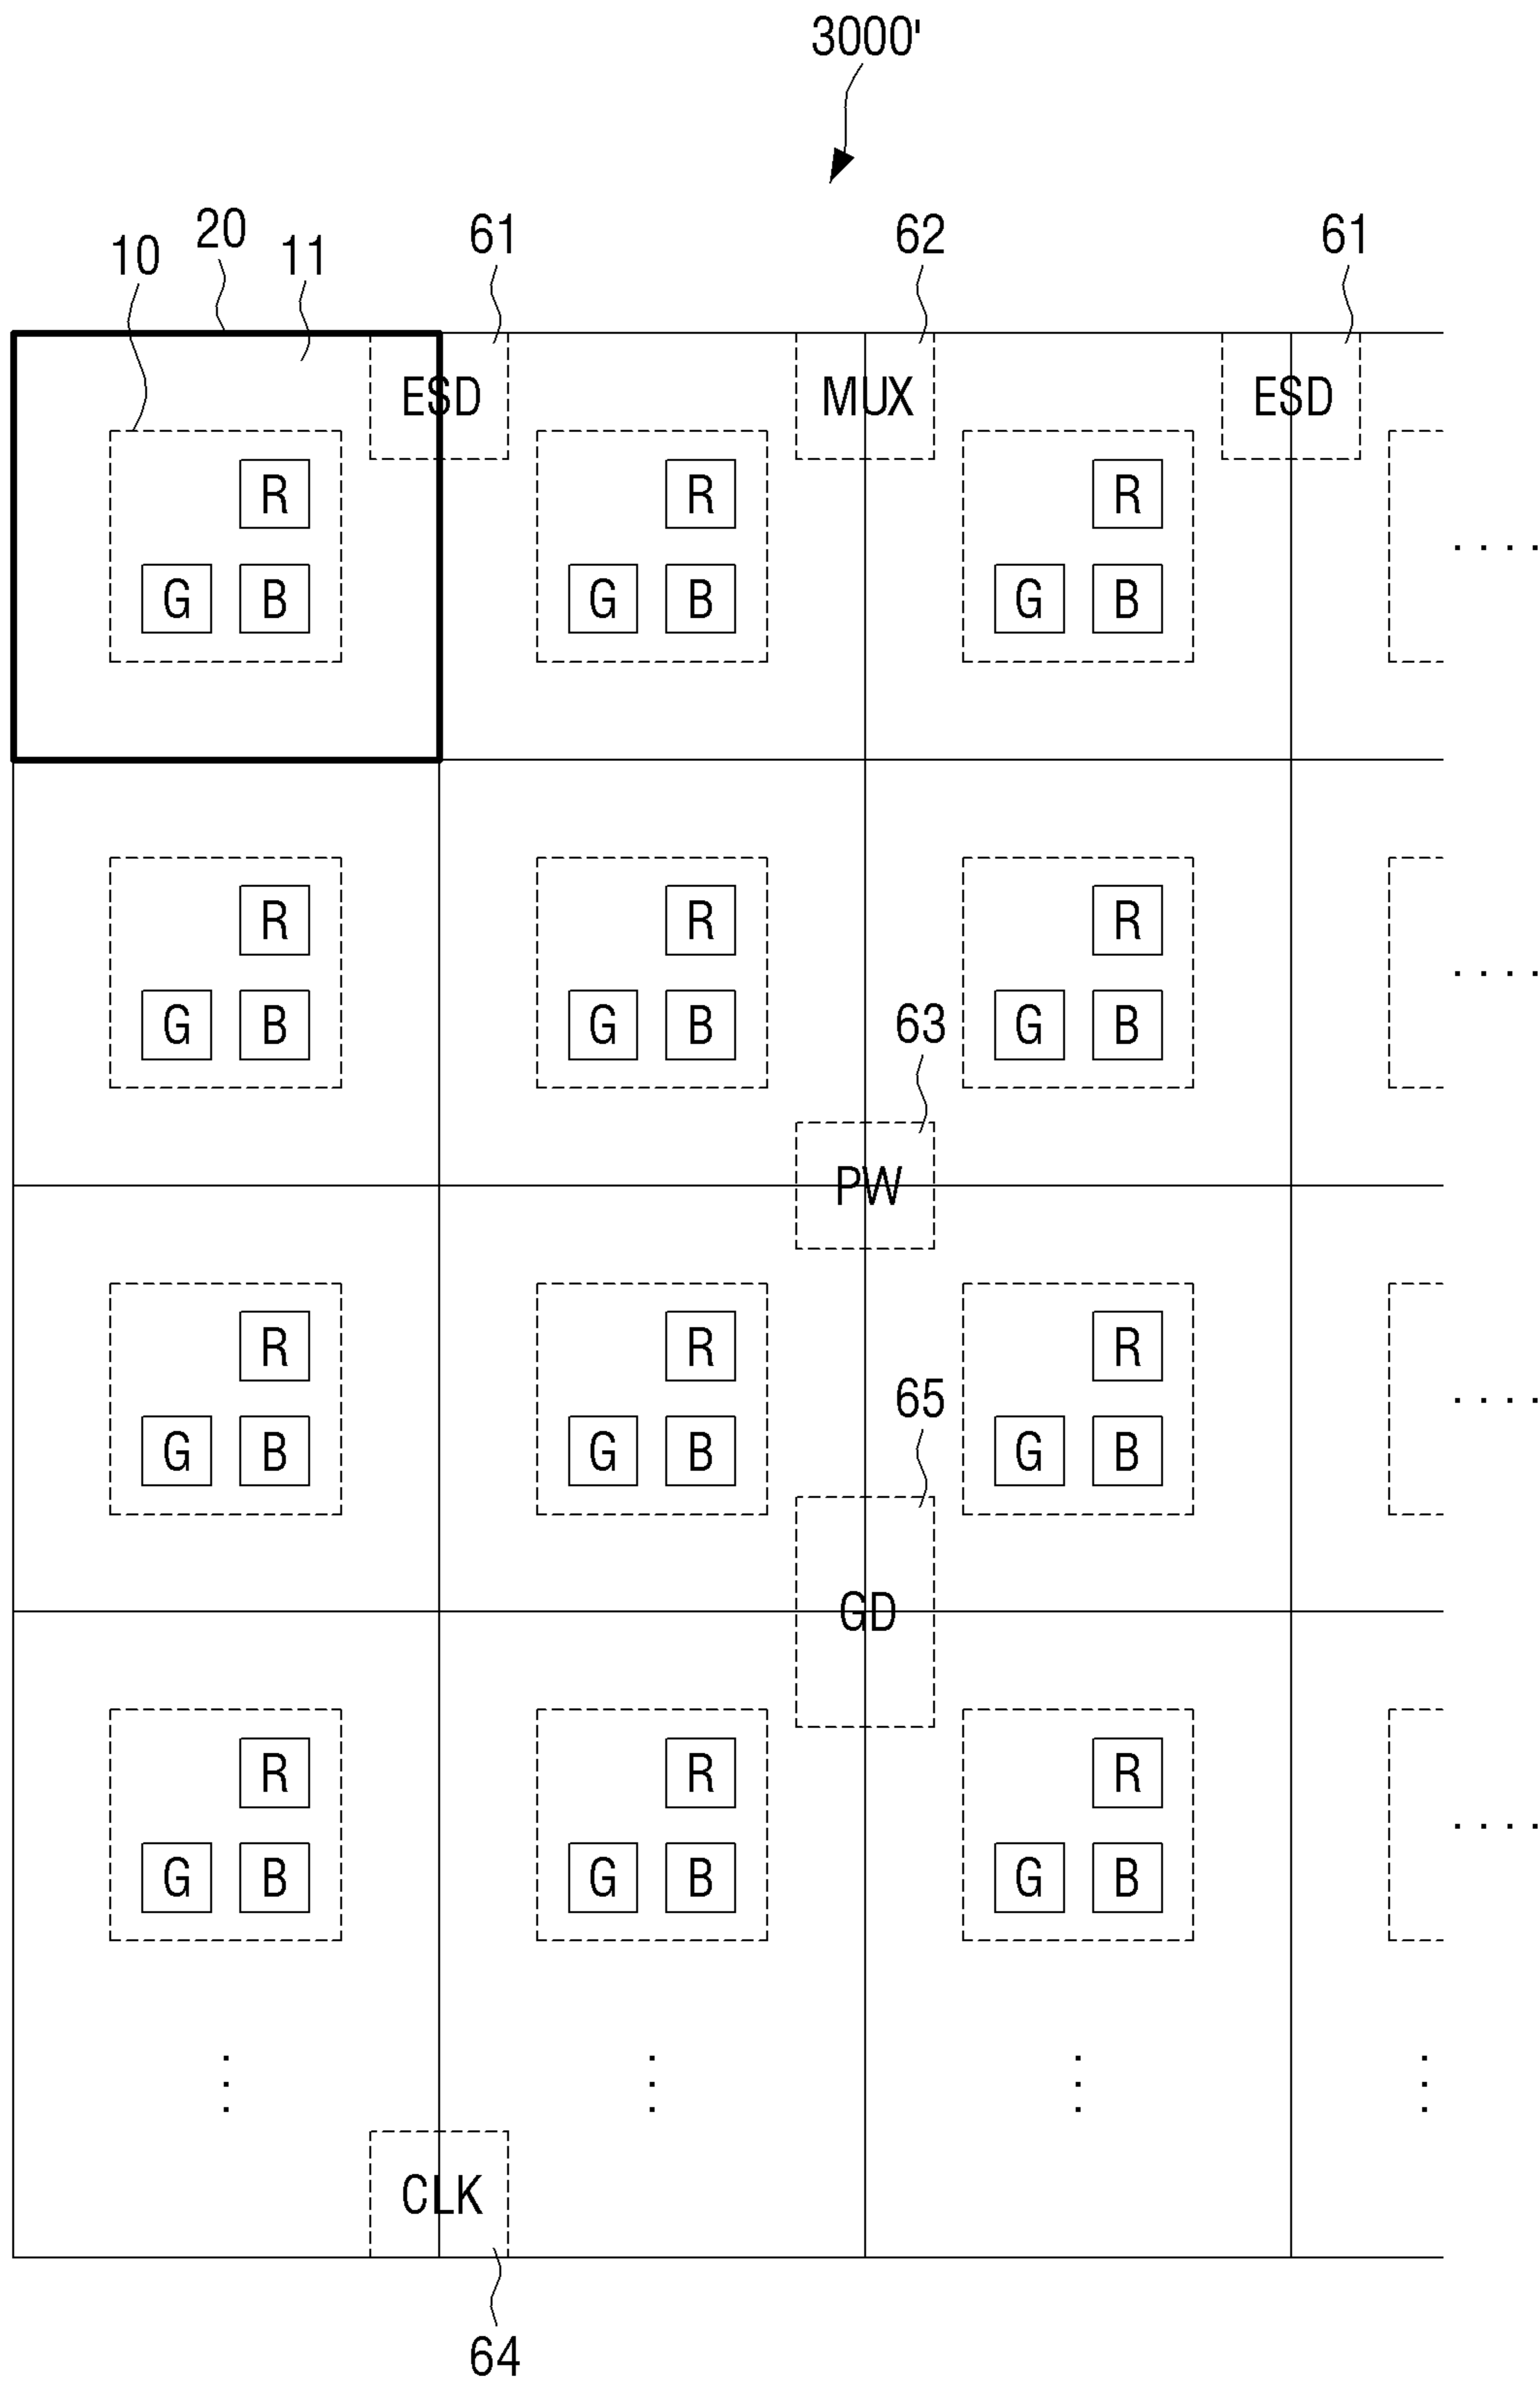 3000'
10 20 11 61 62 61
ESD MUX ESD
R R R
....
G B G B G B
R R R
....
G B G B 63 G B
PW
R R R
65 ....
G B G B G B
GD
R R R
....
G B G B G B
CLK
64